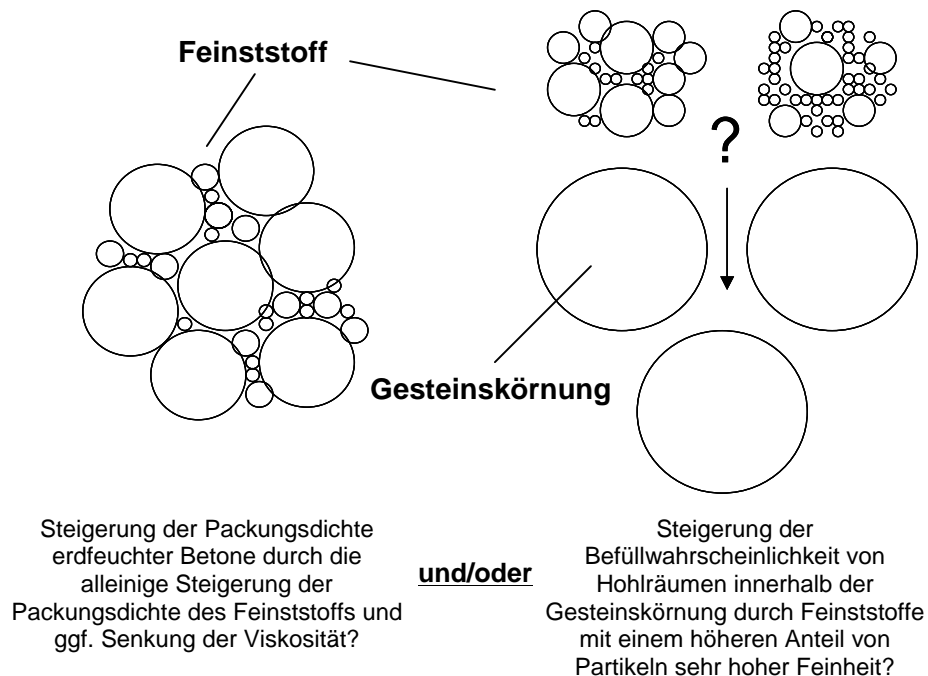 Feinststoff
?
Gesteinskörnung
Steigerung der Packungsdichte
erdfeuchter Betone durch die
alleinige Steigerung der
Packungsdichte des Feinststoffs und
ggf. Senkung der Viskosität?
und/oder
Steigerung der
Befüllwahrscheinlichkeit von
Hohlräumen innerhalb der
Gesteinskörnung durch Feinststoffe
mit einem höheren Anteil von
Partikeln sehr hoher Feinheit?